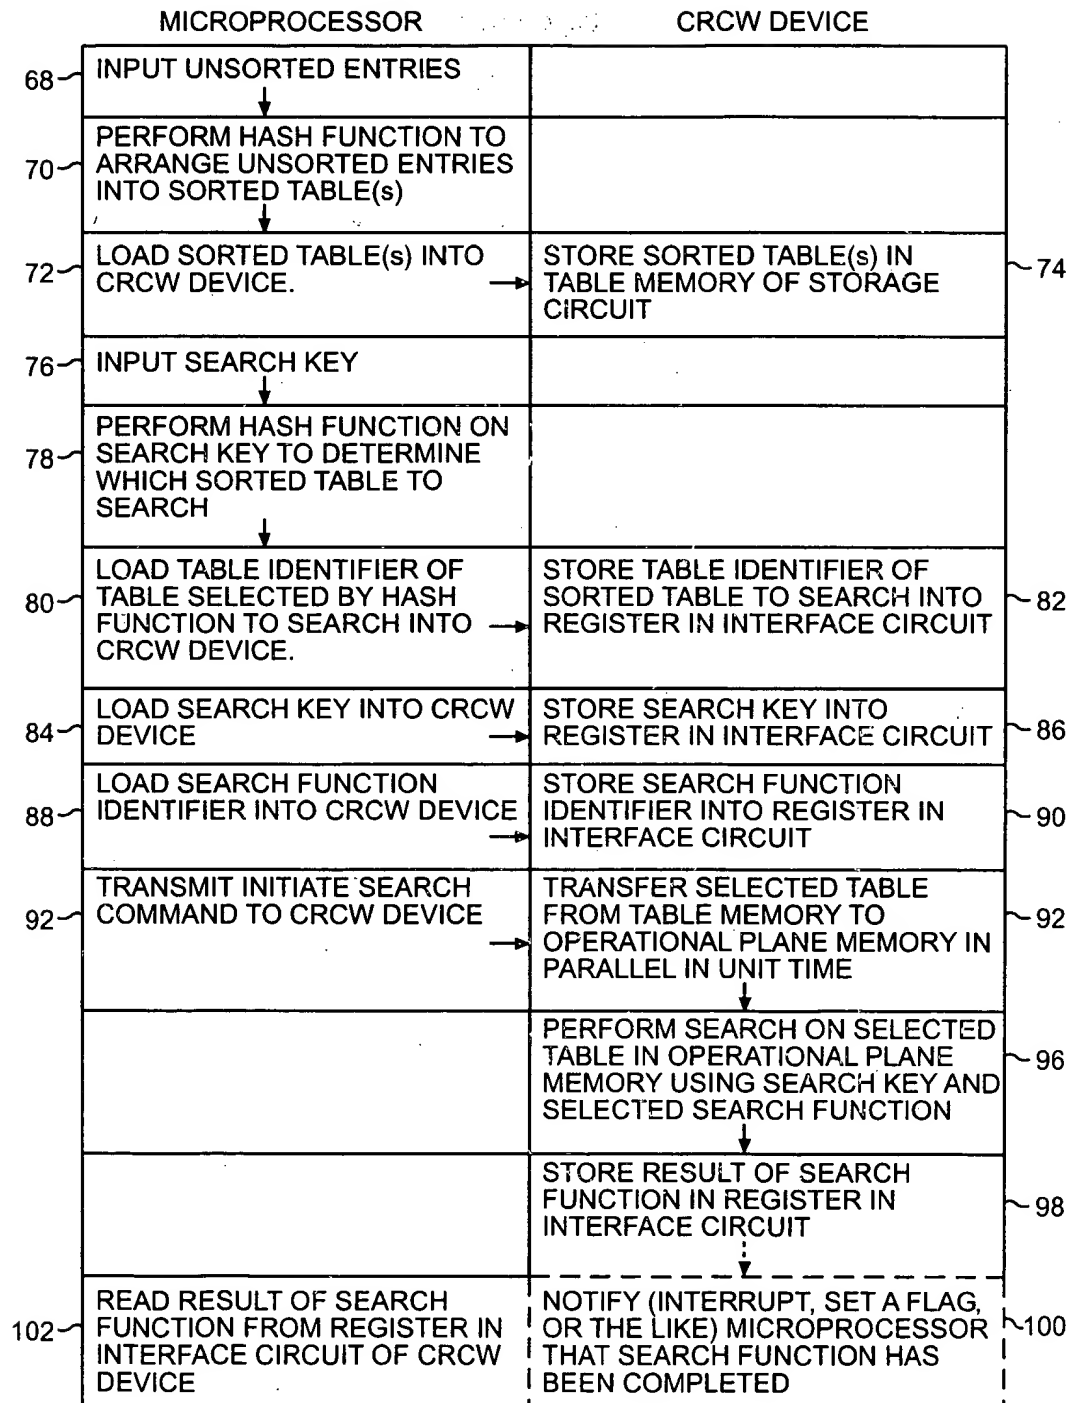 MICROPROCESSOR
CRCW DEVICE
68
INPUT UNSORTED ENTRIES
70
PERFORM HASH FUNCTION TO
ARRANGE UNSORTED ENTRIES
INTO SORTED TABLE(s)
72
LOAD SORTED TABLE(s) INTO
CRCW DEVICE.
STORE SORTED TABLE(s) IN
TABLE MEMORY OF STORAGE
CIRCUIT
74
76
INPUT SEARCH KEY
78
PERFORM HASH FUNCTION ON
SEARCH KEY TO DETERMINE
WHICH SORTED TABLE TO
SEARCH
80
LOAD TABLE IDENTIFIER OF
TABLE SELECTED BY HASH
FUNCTION TO SEARCH INTO
CRCW DEVICE.
STORE TABLE IDENTIFIER OF
SORTED TABLE TO SEARCH INTO
REGISTER IN INTERFACE CIRCUIT
82
84
LOAD SEARCH KEY INTO CRCW
DEVICE
STORE SEARCH KEY INTO
REGISTER IN INTERFACE CIRCUIT
86
88
LOAD SEARCH FUNCTION
IDENTIFIER INTO CRCW DEVICE
STORE SEARCH FUNCTION
IDENTIFIER INTO REGISTER IN
INTERFACE CIRCUIT
90
92
TRANSMIT INITIATE SEARCH
COMMAND TO CRCW DEVICE
TRANSFER SELECTED TABLE
FROM TABLE MEMORY TO
OPERATIONAL PLANE MEMORY IN
PARALLEL IN UNIT TIME
92
PERFORM SEARCH ON SELECTED
TABLE IN OPERATIONAL PLANE
MEMORY USING SEARCH KEY AND
SELECTED SEARCH FUNCTION
96
STORE RESULT OF SEARCH
FUNCTION IN REGISTER IN
INTERFACE CIRCUIT
98
102
READ RESULT OF SEARCH
FUNCTION FROM REGISTER IN
INTERFACE CIRCUIT OF CRCW
DEVICE
NOTIFY (INTERRUPT, SET A FLAG,
OR THE LIKE) MICROPROCESSOR
THAT SEARCH FUNCTION HAS
BEEN COMPLETED
100